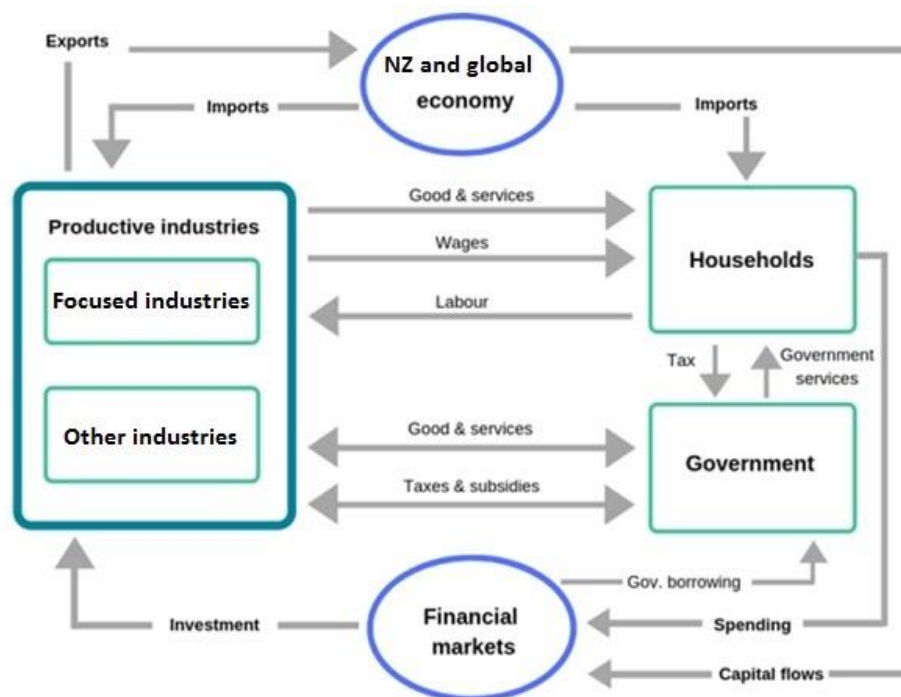 Exports
NZ and global
economy
Imports
Imports
Good & services
Productive industries
Wages
Households
Focused industries
Labour
Tax
Government
services
Other industries
Good & services
Government
Taxes & subsidies
Gov. borrowing
Investment
Financial
markets
Spending
Capital flows